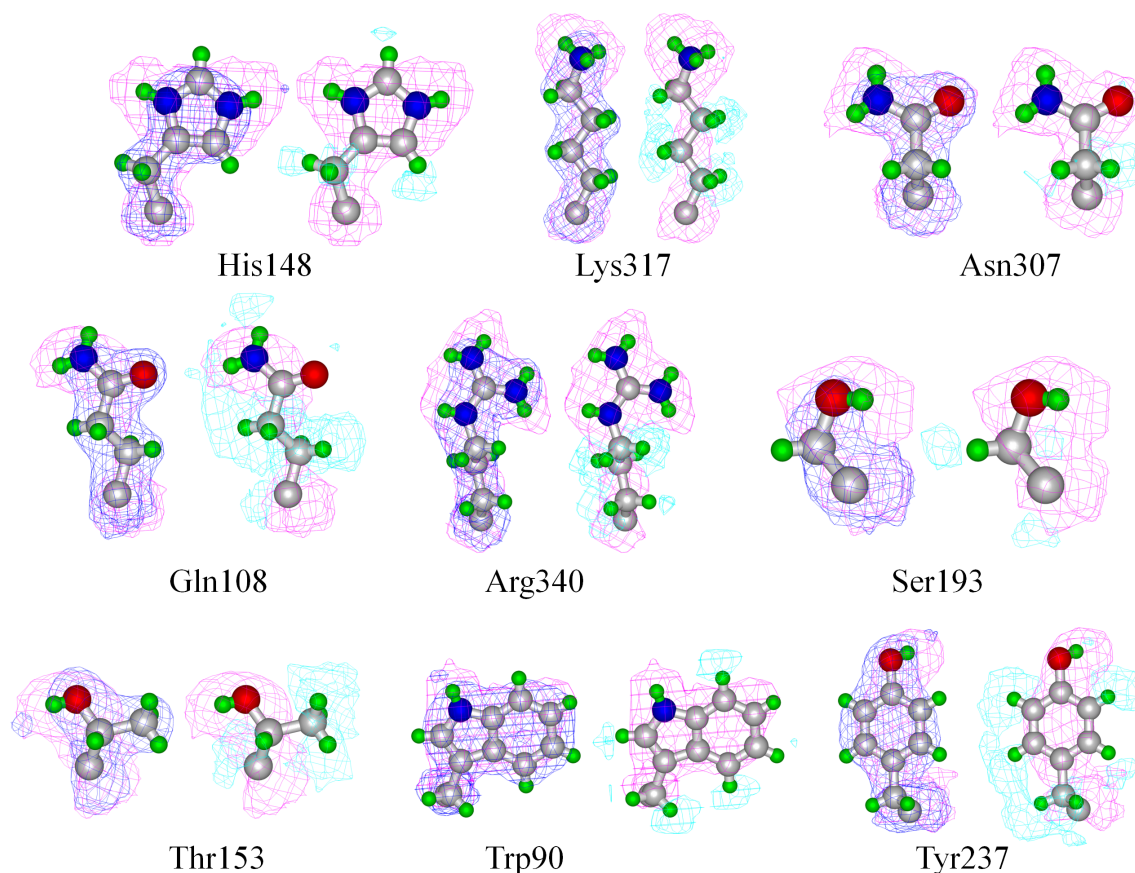 His148
Lys317
Asn307
Gln108
Arg340
Ser193
Thr153
Trp90
Tyr237